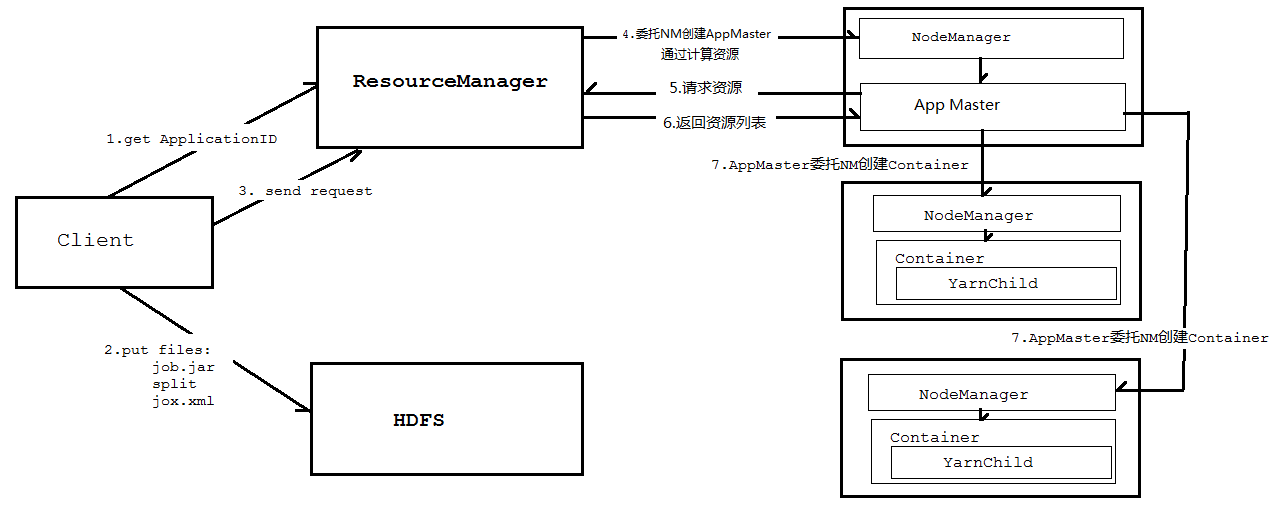 ResourceManager
1.get ApplicationID
3. send request
Client
2.put files:
job.jar
split
jox.xml
HDFS
4.委托NM创建AppMaster
通过计算资源
5.请求资源
6.返回资源列表
NodeManager
App Master
7.AppMaster委托NM创建Container
NodeManager
Container
YarnChild
7.AppMaster委托NM创建Container
NodeManager
Container
YarnChild